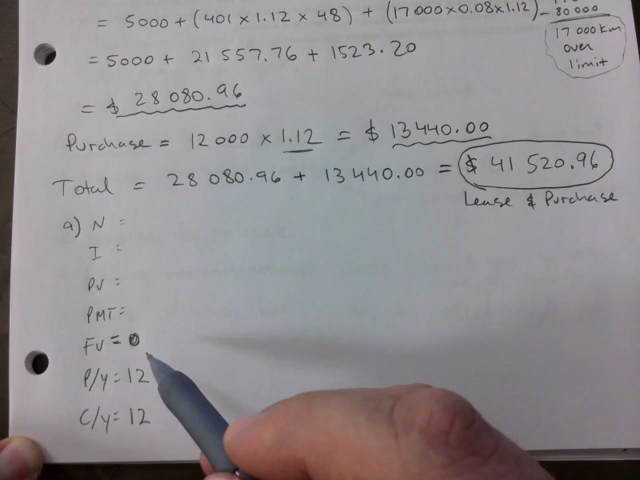 = 5000 + (401 x 1.12 x 48) + (17 000 x 0.08 x 1.12)
- 80 000
17 000 km
over
limit
= 5000 + 21 557.76 + 1523.20
= $ 28 080.96
Purchase = 12 000 x 1.12 = $ 13440.00
Total = 28 080.96 + 13 440.00 = $ 41 520.96
Lease & Purchase
a) N =
I =
PV =
PMT =
FV = 0
P/y = 12
C/y = 12